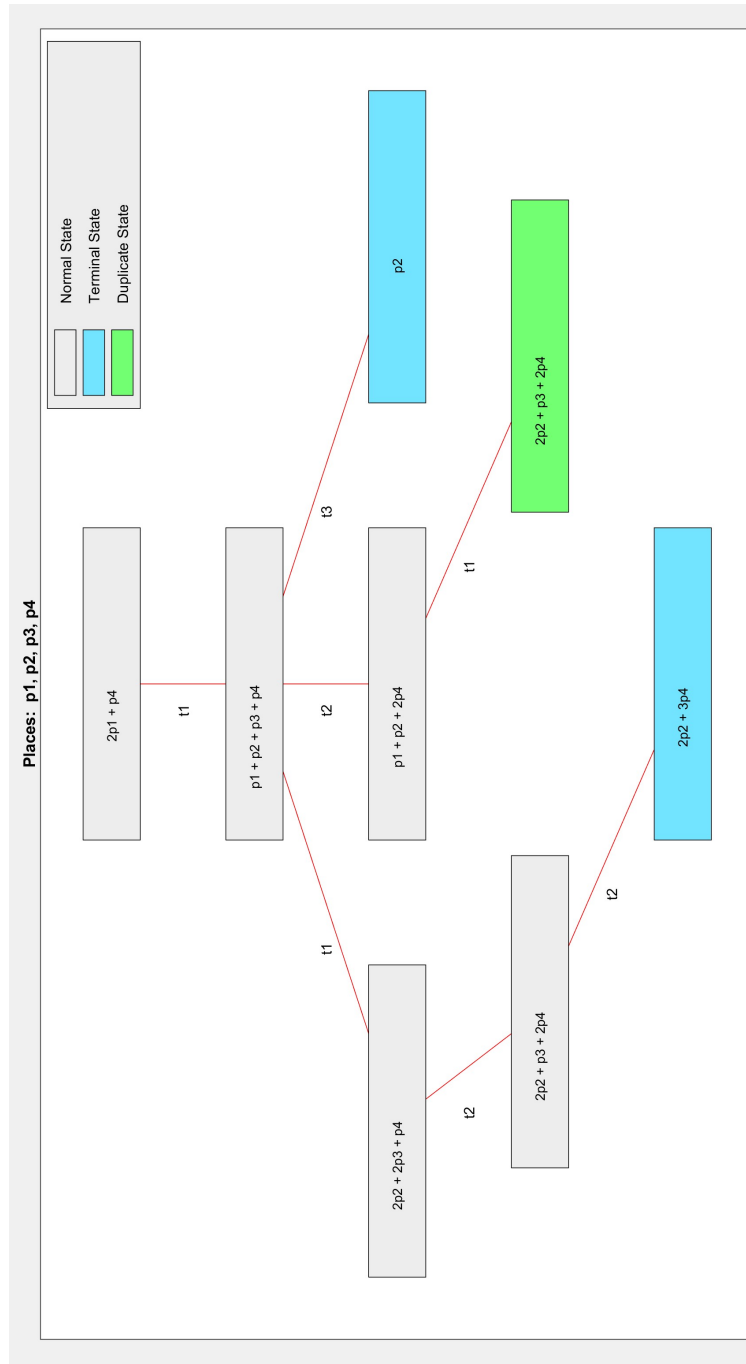 Places: p1, p2, p3, p4
Normal State
Terminal State
Duplicate State
2p1 + p4
t1
p1 + p2 + p3 + p4
t1
t2
t3
2p2 + 2p3 + p4
p1 + p2 + 2p4
p2
t2
t1
2p2 + p3 + 2p4
2p2 + p3 + 2p4
t2
2p2 + 3p4